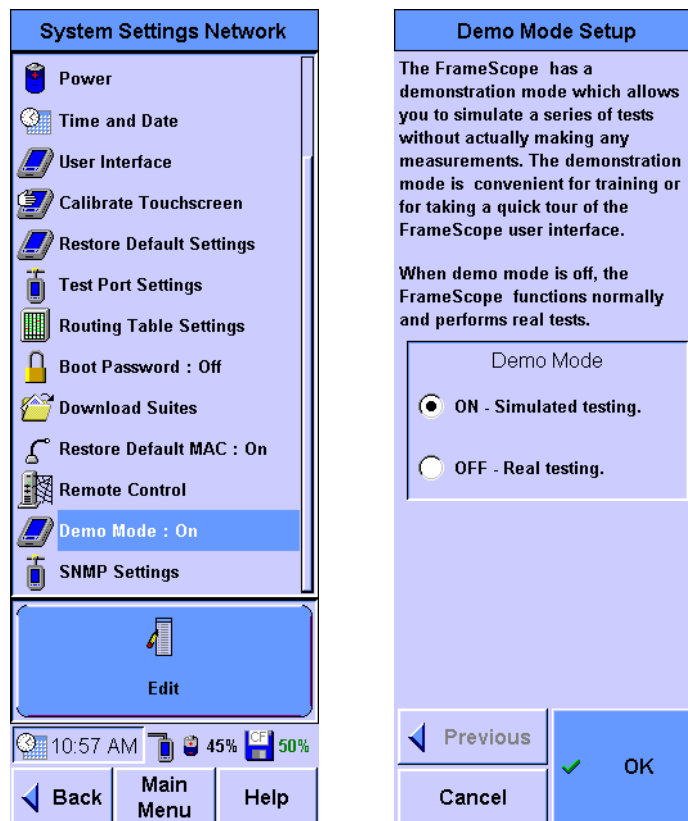 System Settings Network
Power
Time and Date
User Interface
Calibrate Touchscreen
Restore Default Settings
Test Port Settings
Routing Table Settings
Boot Password : Off
Download Suites
Restore Default MAC : On
Remote Control
Demo Mode : On
SNMP Settings
Edit
10:57 AM 45% CF 50%
Back
Main
Menu
Help
Demo Mode Setup
The FrameScope has a
demonstration mode which allows
you to simulate a series of tests
without actually making any
measurements. The demonstration
mode is convenient for training or
for taking a quick tour of the
FrameScope user interface.
When demo mode is off, the
FrameScope functions normally
and performs real tests.
Demo Mode
ON - Simulated testing.
OFF - Real testing.
Previous
Cancel
OK